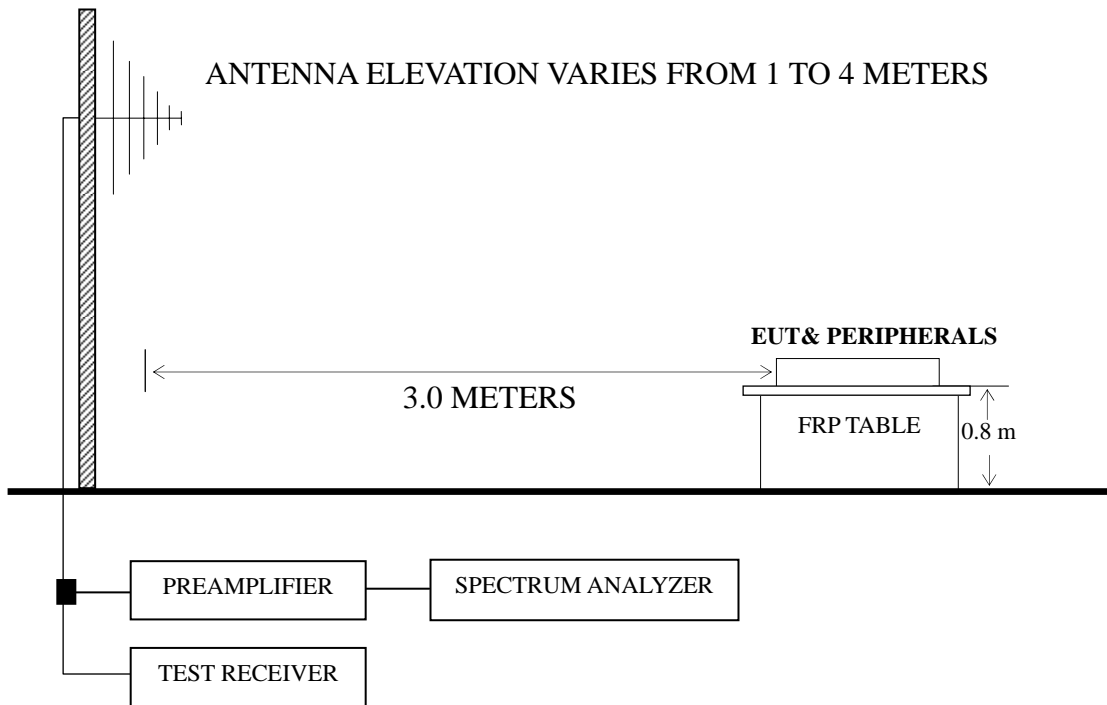 ANTENNA ELEVATION VARIES FROM 1 TO 4 METERS
EUT& PERIPHERALS
3.0 METERS
FRP TABLE
0.8 m
PREAMPLIFIER
SPECTRUM ANALYZER
TEST RECEIVER